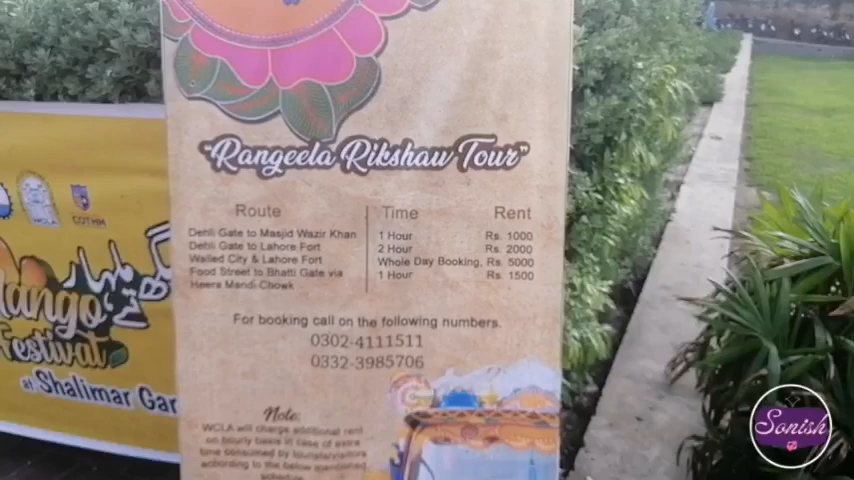 "Rangeela Rikshaw Tour"
Route Time Rent
Dehli Gate to Masjid Wazir Khan 1 Hour Rs. 1000
Dehli Gate to Lahore Fort 2 Hour Rs. 2000
Walled City & Lahore Fort Whole Day Booking, Rs. 5000
Food Street to Bhatti Gate via 1 Hour Rs. 1500
Heera Mandi Chowk
For booking call on the following numbers.
0302-4111511
0332-3985706
Note:
WCLA will charge additional rent
on hourly basis in case of extra
time consumed by tourists/visitors
according to the below mentioned
schedule
WCLA
COTHM
Mango
Festival
at Shalimar Gar
Sonish